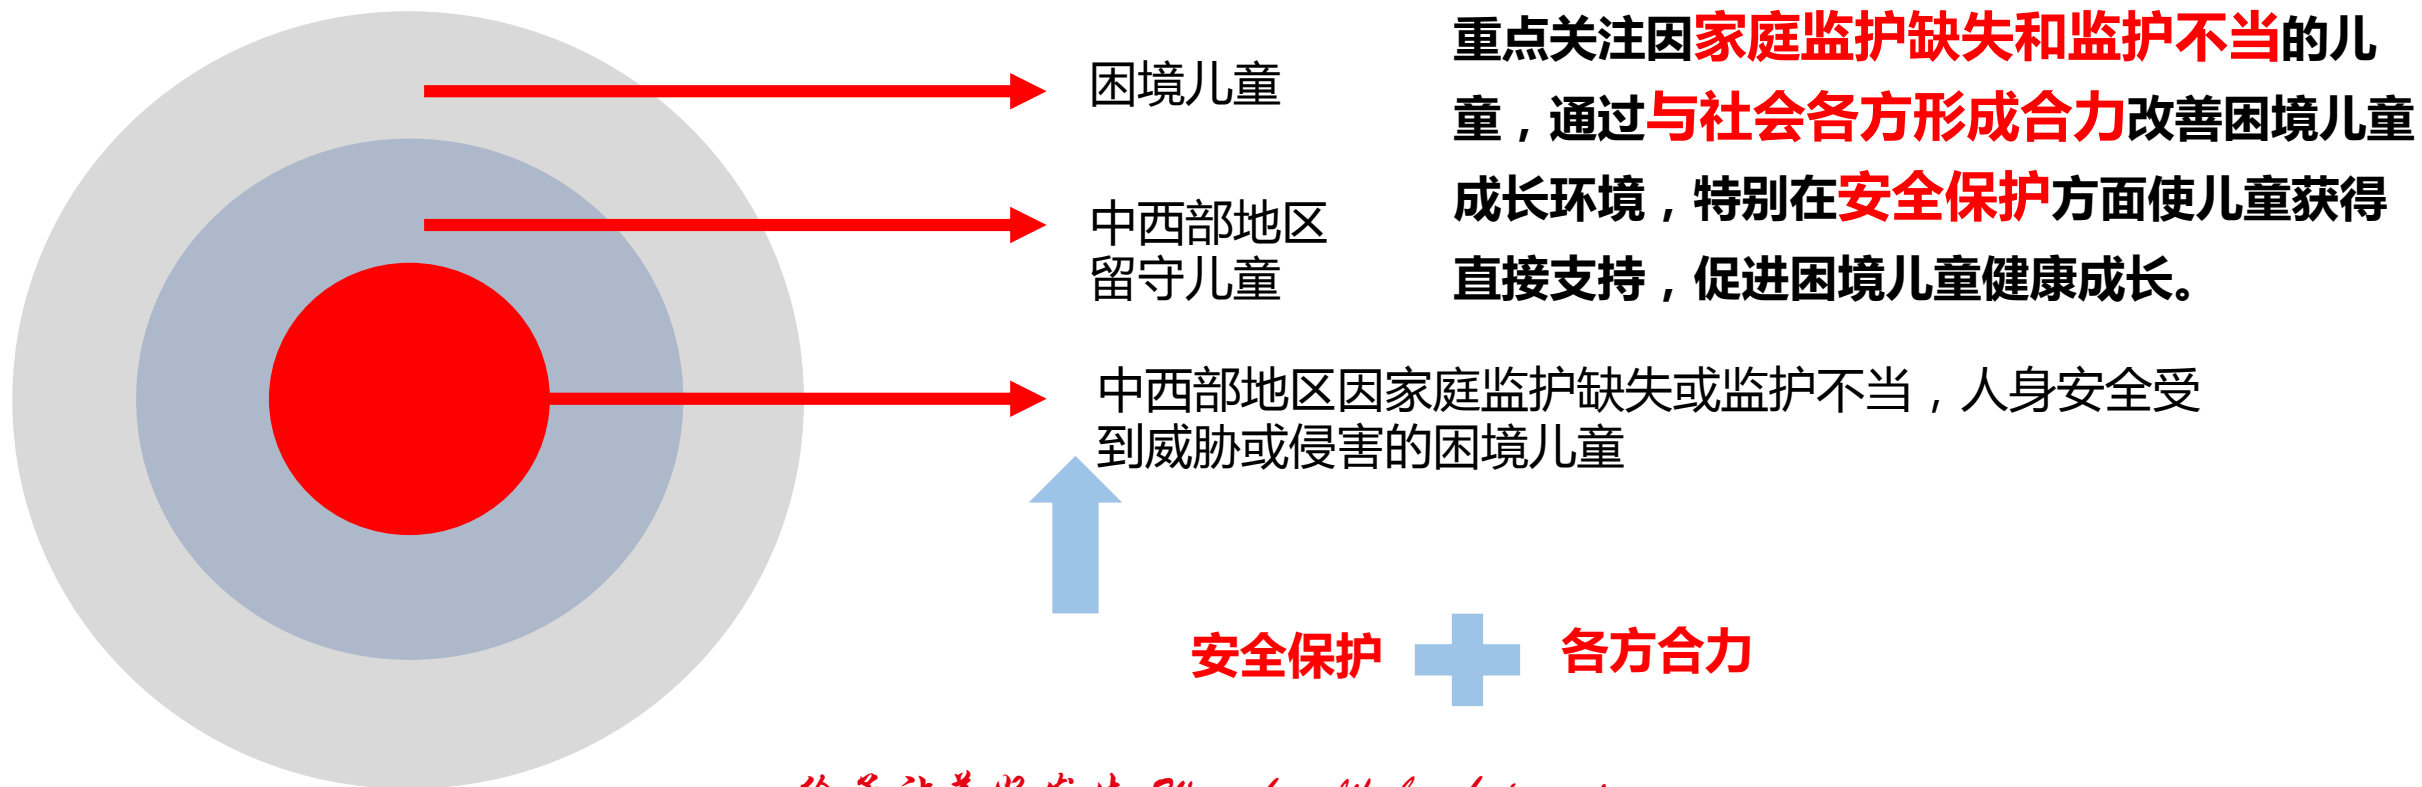 困境儿童
中西部地区
留守儿童
重点关注因家庭监护缺失和监护不当的儿
童，通过与社会各方形成合力改善困境儿童
成长环境，特别在安全保护方面使儿童获得
直接支持，促进困境儿童健康成长。
中西部地区因家庭监护缺失或监护不当，人身安全受
到威胁或侵害的困境儿童
安全保护
各方合力